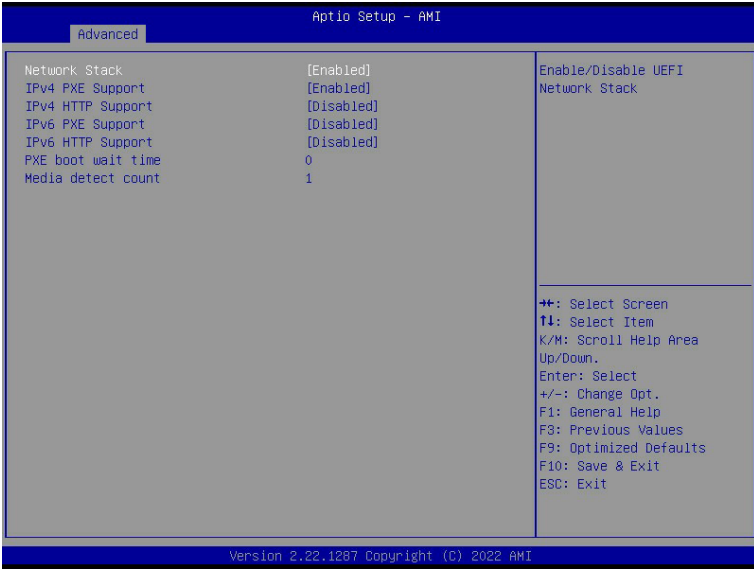 Aptio Setup – AMI
Advanced
Network Stack [Enabled]
IPv4 PXE Support [Enabled]
IPv4 HTTP Support [Disabled]
IPv6 PXE Support [Disabled]
IPv6 HTTP Support [Disabled]
PXE boot wait time 0
Media detect count 1
Enable/Disable UEFI
Network Stack
→←: Select Screen
↑↓: Select Item
K/M: Scroll Help Area
Up/Down.
Enter: Select
+/-: Change Opt.
F1: General Help
F3: Previous Values
F9: Optimized Defaults
F10: Save & Exit
ESC: Exit
Version 2.22.1287 Copyright (C) 2022 AMI